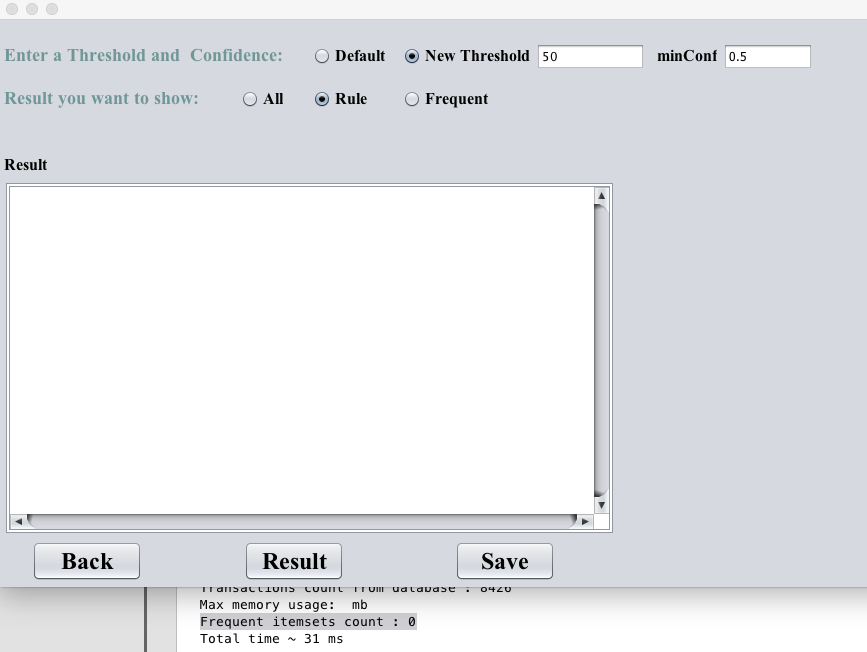 Enter a Threshold and Confidence: Default New Threshold 50 minConf 0.5
Result you want to show: All Rule Frequent
Result
Back Result Save
Transactions count from database : 8426
Max memory usage: mb
Frequent itemsets count : 0
Total time ~ 31 ms